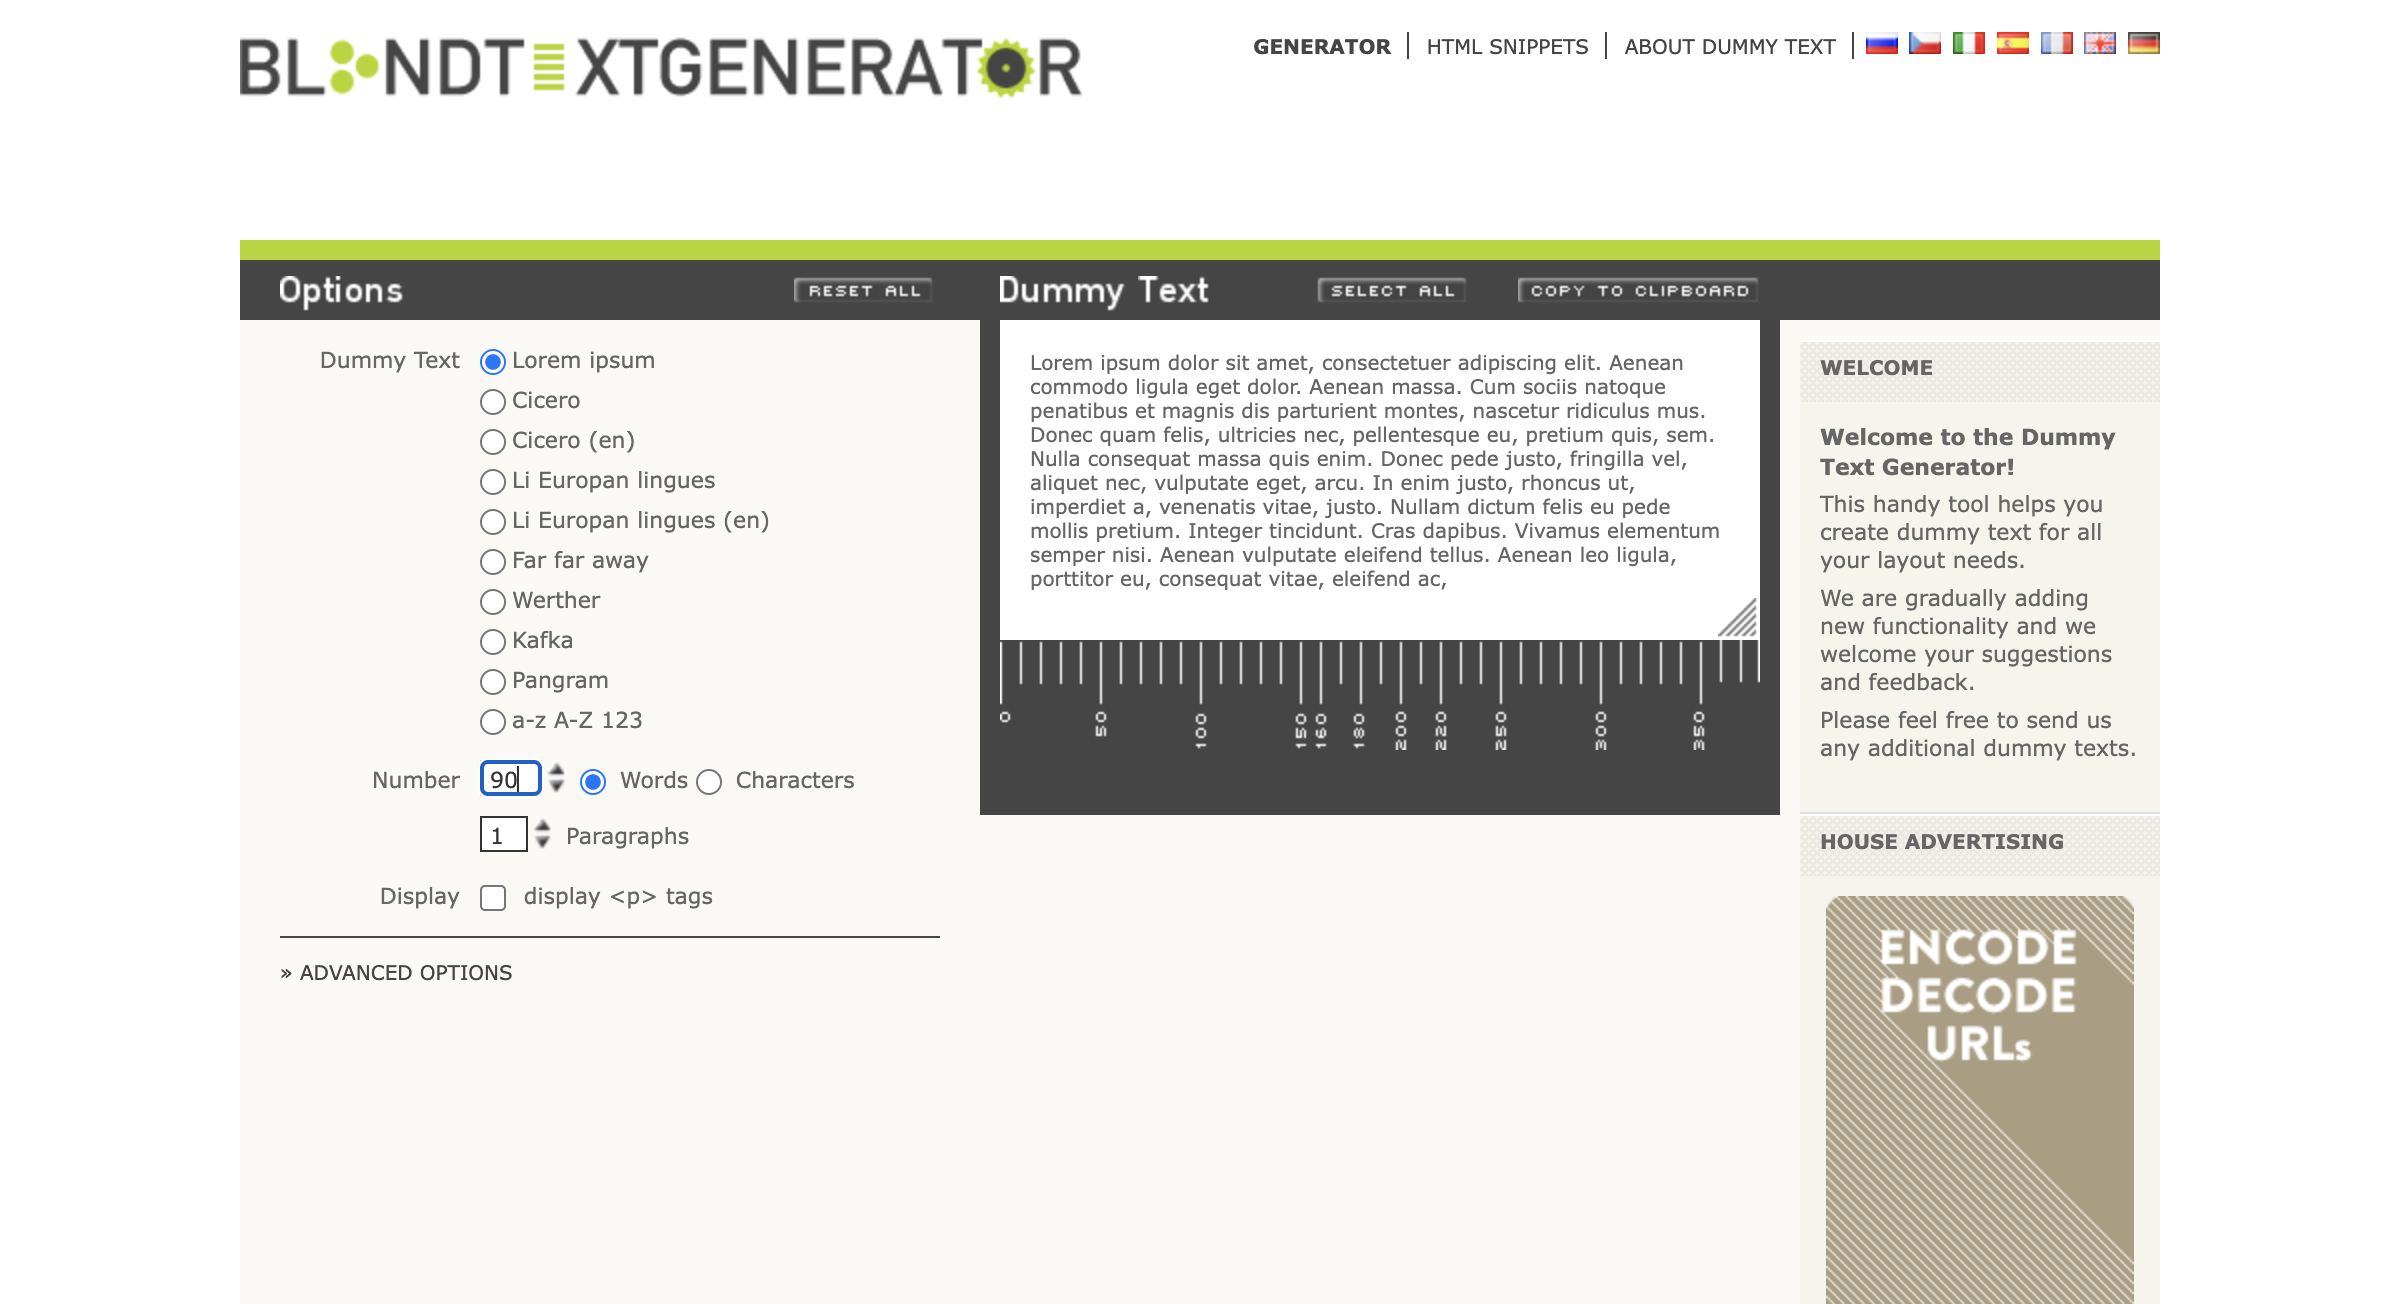 BLINDTEXTGENERATOR
GENERATOR
HTML SNIPPETS
ABOUT DUMMY TEXT
Options
RESET ALL
Dummy Text
SELECT ALL
COPY TO CLIPBOARD
Dummy Text
Lorem ipsum
Cicero
Cicero (en)
Li Europan lingues
Li Europan lingues (en)
Far far away
Werther
Kafka
Pangram
a-z A-Z 123
Number 90 Words Characters
1 Paragraphs
Display display <p> tags
» ADVANCED OPTIONS
Lorem ipsum dolor sit amet, consectetuer adipiscing elit. Aenean
commodo ligula eget dolor. Aenean massa. Cum sociis natoque
penatibus et magnis dis parturient montes, nascetur ridiculus mus.
Donec quam felis, ultricies nec, pellentesque eu, pretium quis, sem.
Nulla consequat massa quis enim. Donec pede justo, fringilla vel,
aliquet nec, vulputate eget, arcu. In enim justo, rhoncus ut,
imperdiet a, venenatis vitae, justo. Nullam dictum felis eu pede
mollis pretium. Integer tincidunt. Cras dapibus. Vivamus elementum
semper nisi. Aenean vulputate eleifend tellus. Aenean leo ligula,
porttitor eu, consequat vitae, eleifend ac,
0 50 100 150 160 180 200 220 250 300 350
WELCOME
Welcome to the Dummy
Text Generator!
This handy tool helps you
create dummy text for all
your layout needs.
We are gradually adding
new functionality and we
welcome your suggestions
and feedback.
Please feel free to send us
any additional dummy texts.
HOUSE ADVERTISING
ENCODE
DECODE
URLs